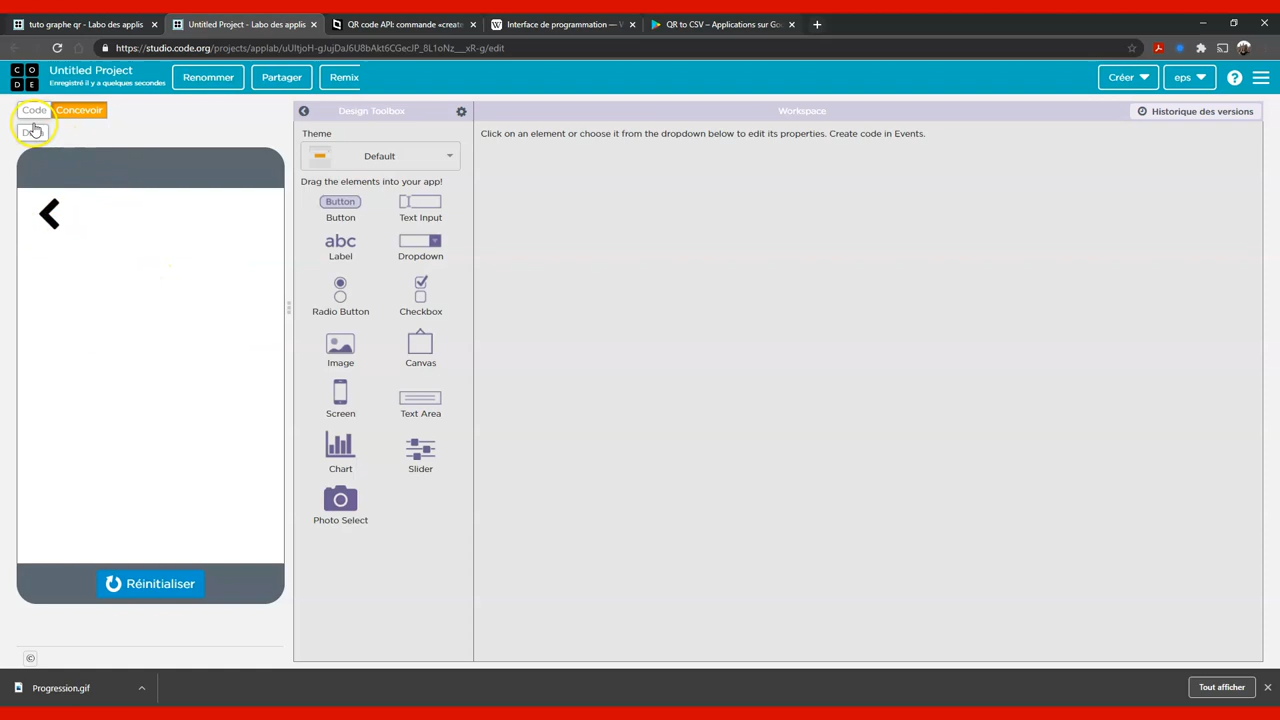 tuto graphe qr - Labo des applis
Untitled Project - Labo des applis
QR code API: commande «create
Interface de programmation — W
QR to CSV – Applications sur Go
https://studio.code.org/projects/applab/uUItjoH-gJujDaJ6U8bAkt6CGecJP_8L1oNy__xR-g/edit
CODE
Untitled Project
Enregistré il y a quelques secondes
Renommer
Partager
Remix
Créer
eps
Code
Concevoir
Design Toolbox
Workspace
Historique des versions
Theme
Default
Click on an element or choose it from the dropdown below to edit its properties. Create code in Events.
Drag the elements into your app!
Button
Button
Text Input
abc
Label
Dropdown
Radio Button
Checkbox
Image
Canvas
Screen
Text Area
Chart
Slider
Photo Select
Réinitialiser
©
Progression.gif
Tout afficher